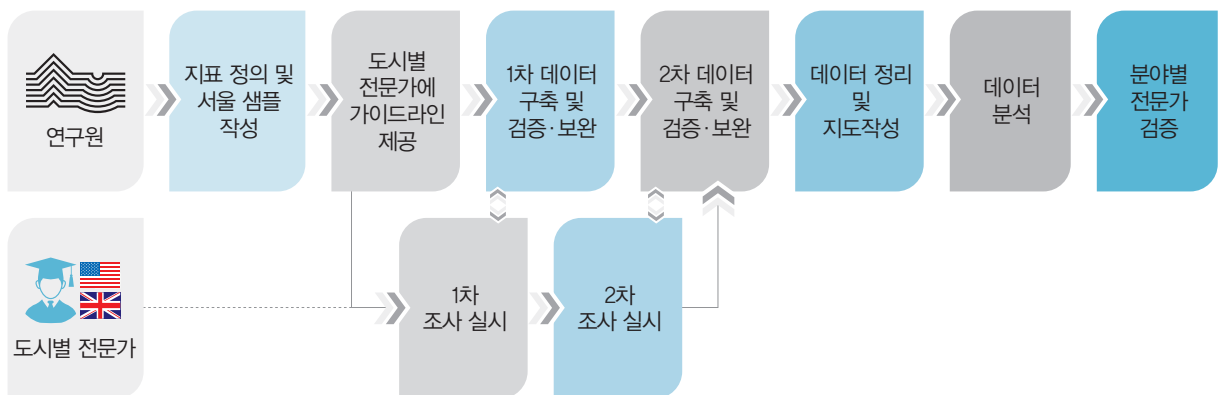 연구원
지표 정의 및
서울 샘플
작성
도시별
전문가에
가이드라인
제공
1차 데이터
구축 및
검증·보완
2차 데이터
구축 및
검증·보완
데이터 정리
및
지도작성
데이터
분석
분야별
전문가
검증
도시별 전문가
1차
조사 실시
2차
조사 실시